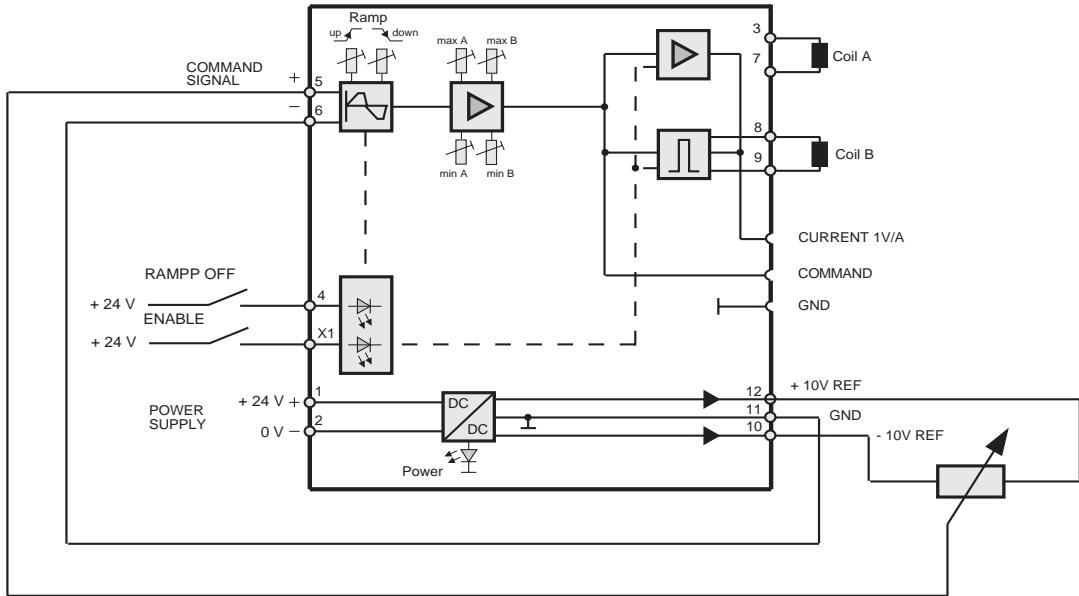 Ramp
up
down
max A
max B
min A
min B
COMMAND
SIGNAL
+
5
−
6
3
7
Coil A
8
9
Coil B
CURRENT 1V/A
COMMAND
GND
RAMPP OFF
+ 24 V
4
ENABLE
+ 24 V
X1
POWER
SUPPLY
+ 24 V +
1
0 V −
2
DC
DC
Power
12
+ 10V REF
11
GND
10
- 10V REF